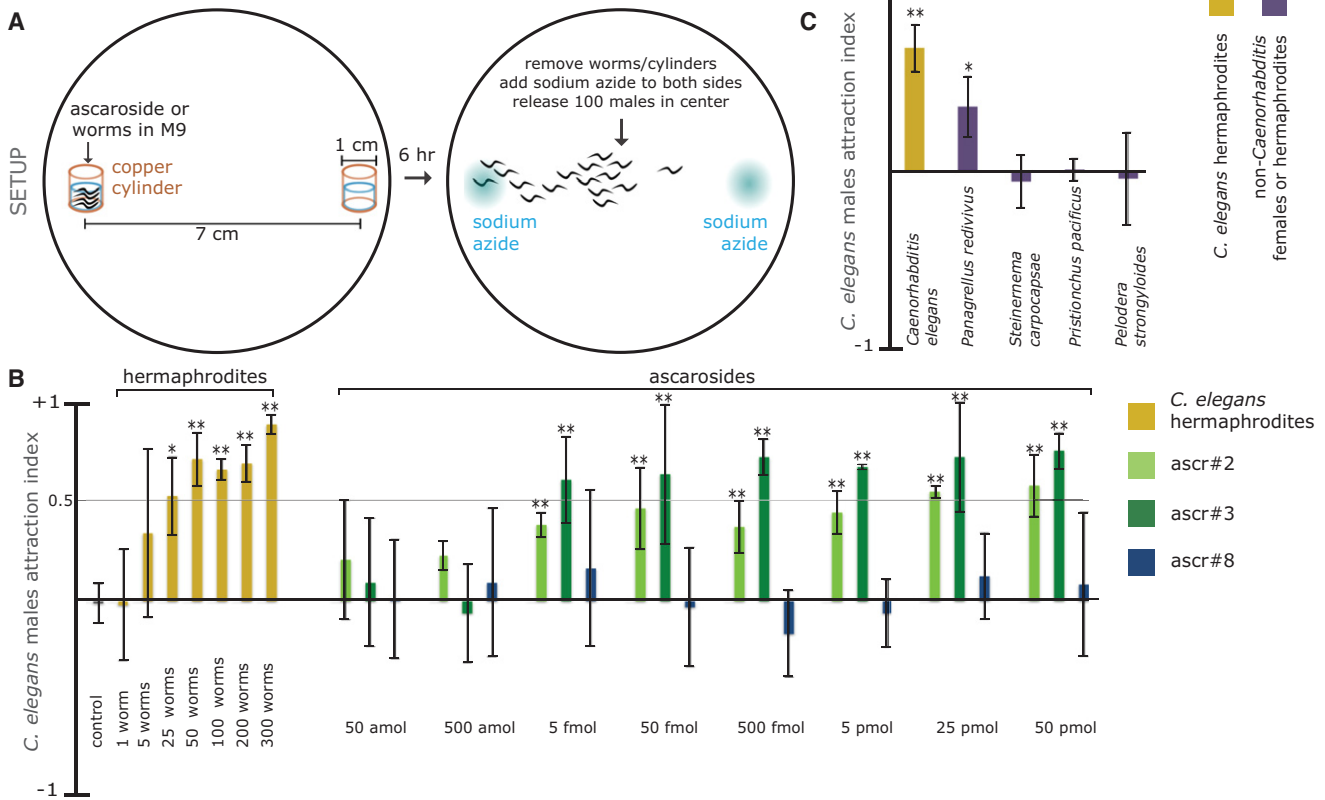 A
SETUP
ascaroside or
worms in M9
copper
cylinder
1 cm
7 cm
6 hr
remove worms/cylinders
add sodium azide to both sides
release 100 males in center
sodium
azide
sodium
azide
C
C. elegans males attraction index
-1
**
*
Caenorhabditis
elegans
Panagrellus redivivus
Steinernema
carpocapsae
Pristionchus pacificus
Pelodera
strongyloides
C. elegans hermaphrodites
non-Caenorhabditis
females or hermaphrodites
B
C. elegans males attraction index
+1
0.5
-1
hermaphrodites
ascarosides
* ** ** ** **
** ** ** ** ** ** ** ** ** ** ** **
control
1 worm
5 worms
25 worms
50 worms
100 worms
200 worms
300 worms
50 amol
500 amol
5 fmol
50 fmol
500 fmol
5 pmol
25 pmol
50 pmol
C. elegans
hermaphrodites
ascr#2
ascr#3
ascr#8